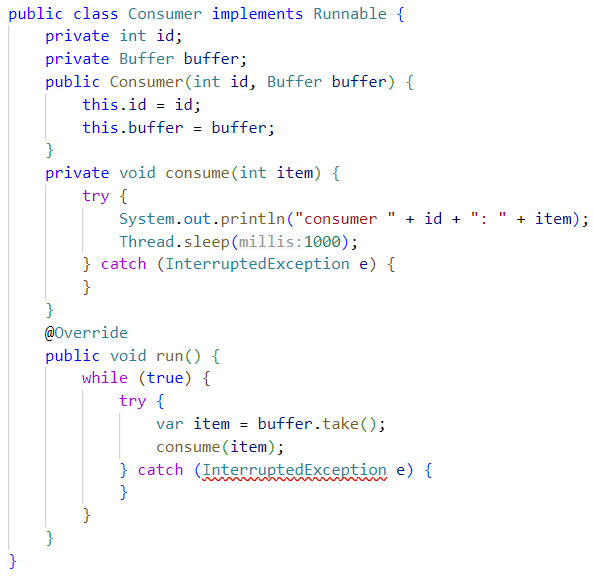 public class Consumer implements Runnable {
    private int id;
    private Buffer buffer;
    public Consumer(int id, Buffer buffer) {
        this.id = id;
        this.buffer = buffer;
    }
    private void consume(int item) {
        try {
            System.out.println("consumer " + id + ": " + item);
            Thread.sleep(millis:1000);
        } catch (InterruptedException e) {
        }
    }
    @Override
    public void run() {
        while (true) {
            try {
                var item = buffer.take();
                consume(item);
            } catch (InterruptedException e) {
            }
        }
    }
}